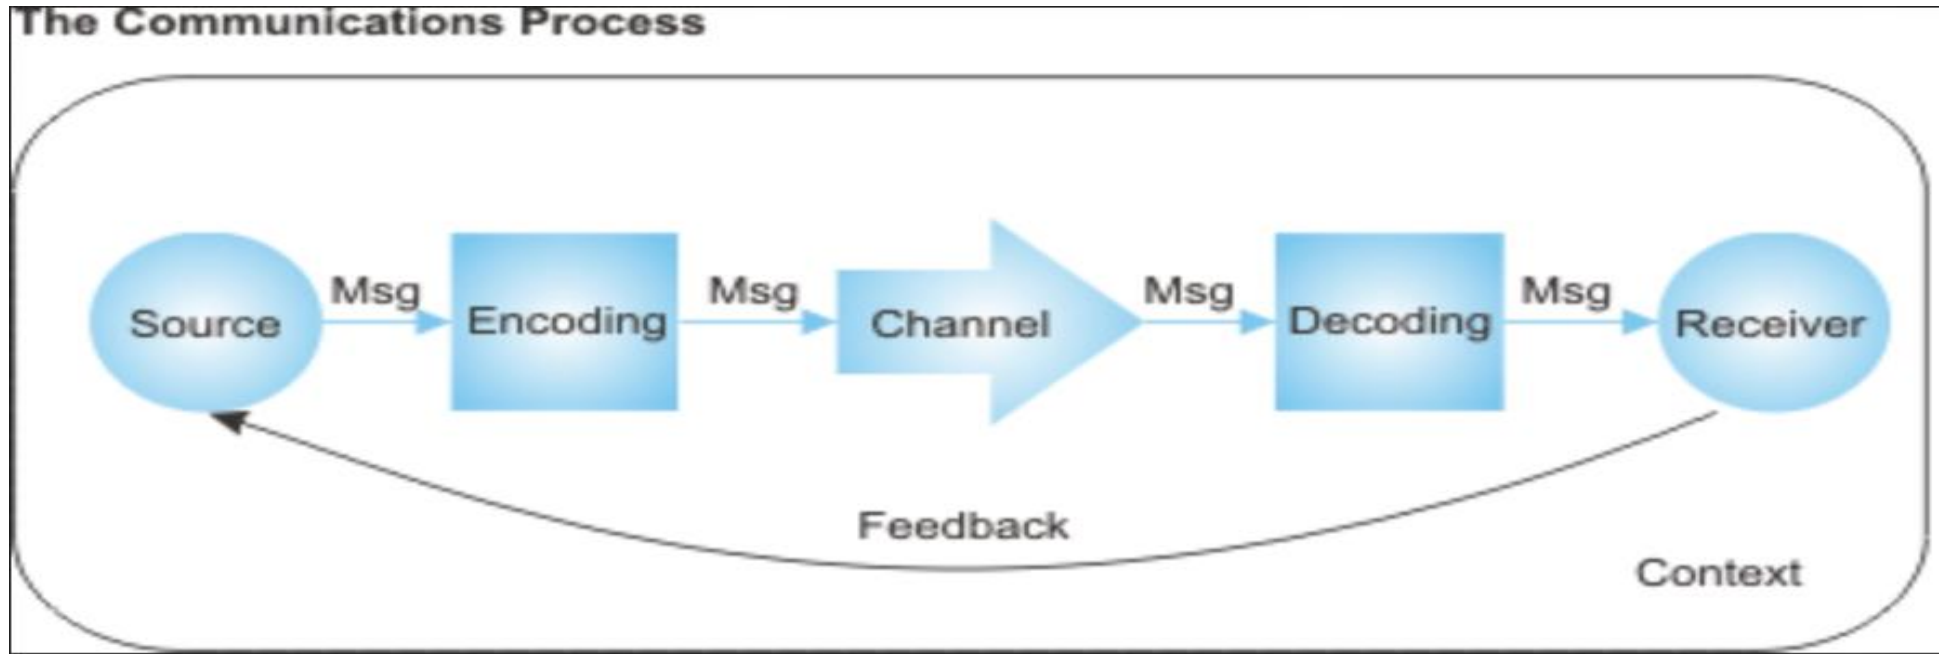 The Communications Process
Msg Msg Msg Msg
Source Encoding Channel Decoding Receiver
Feedback
Context